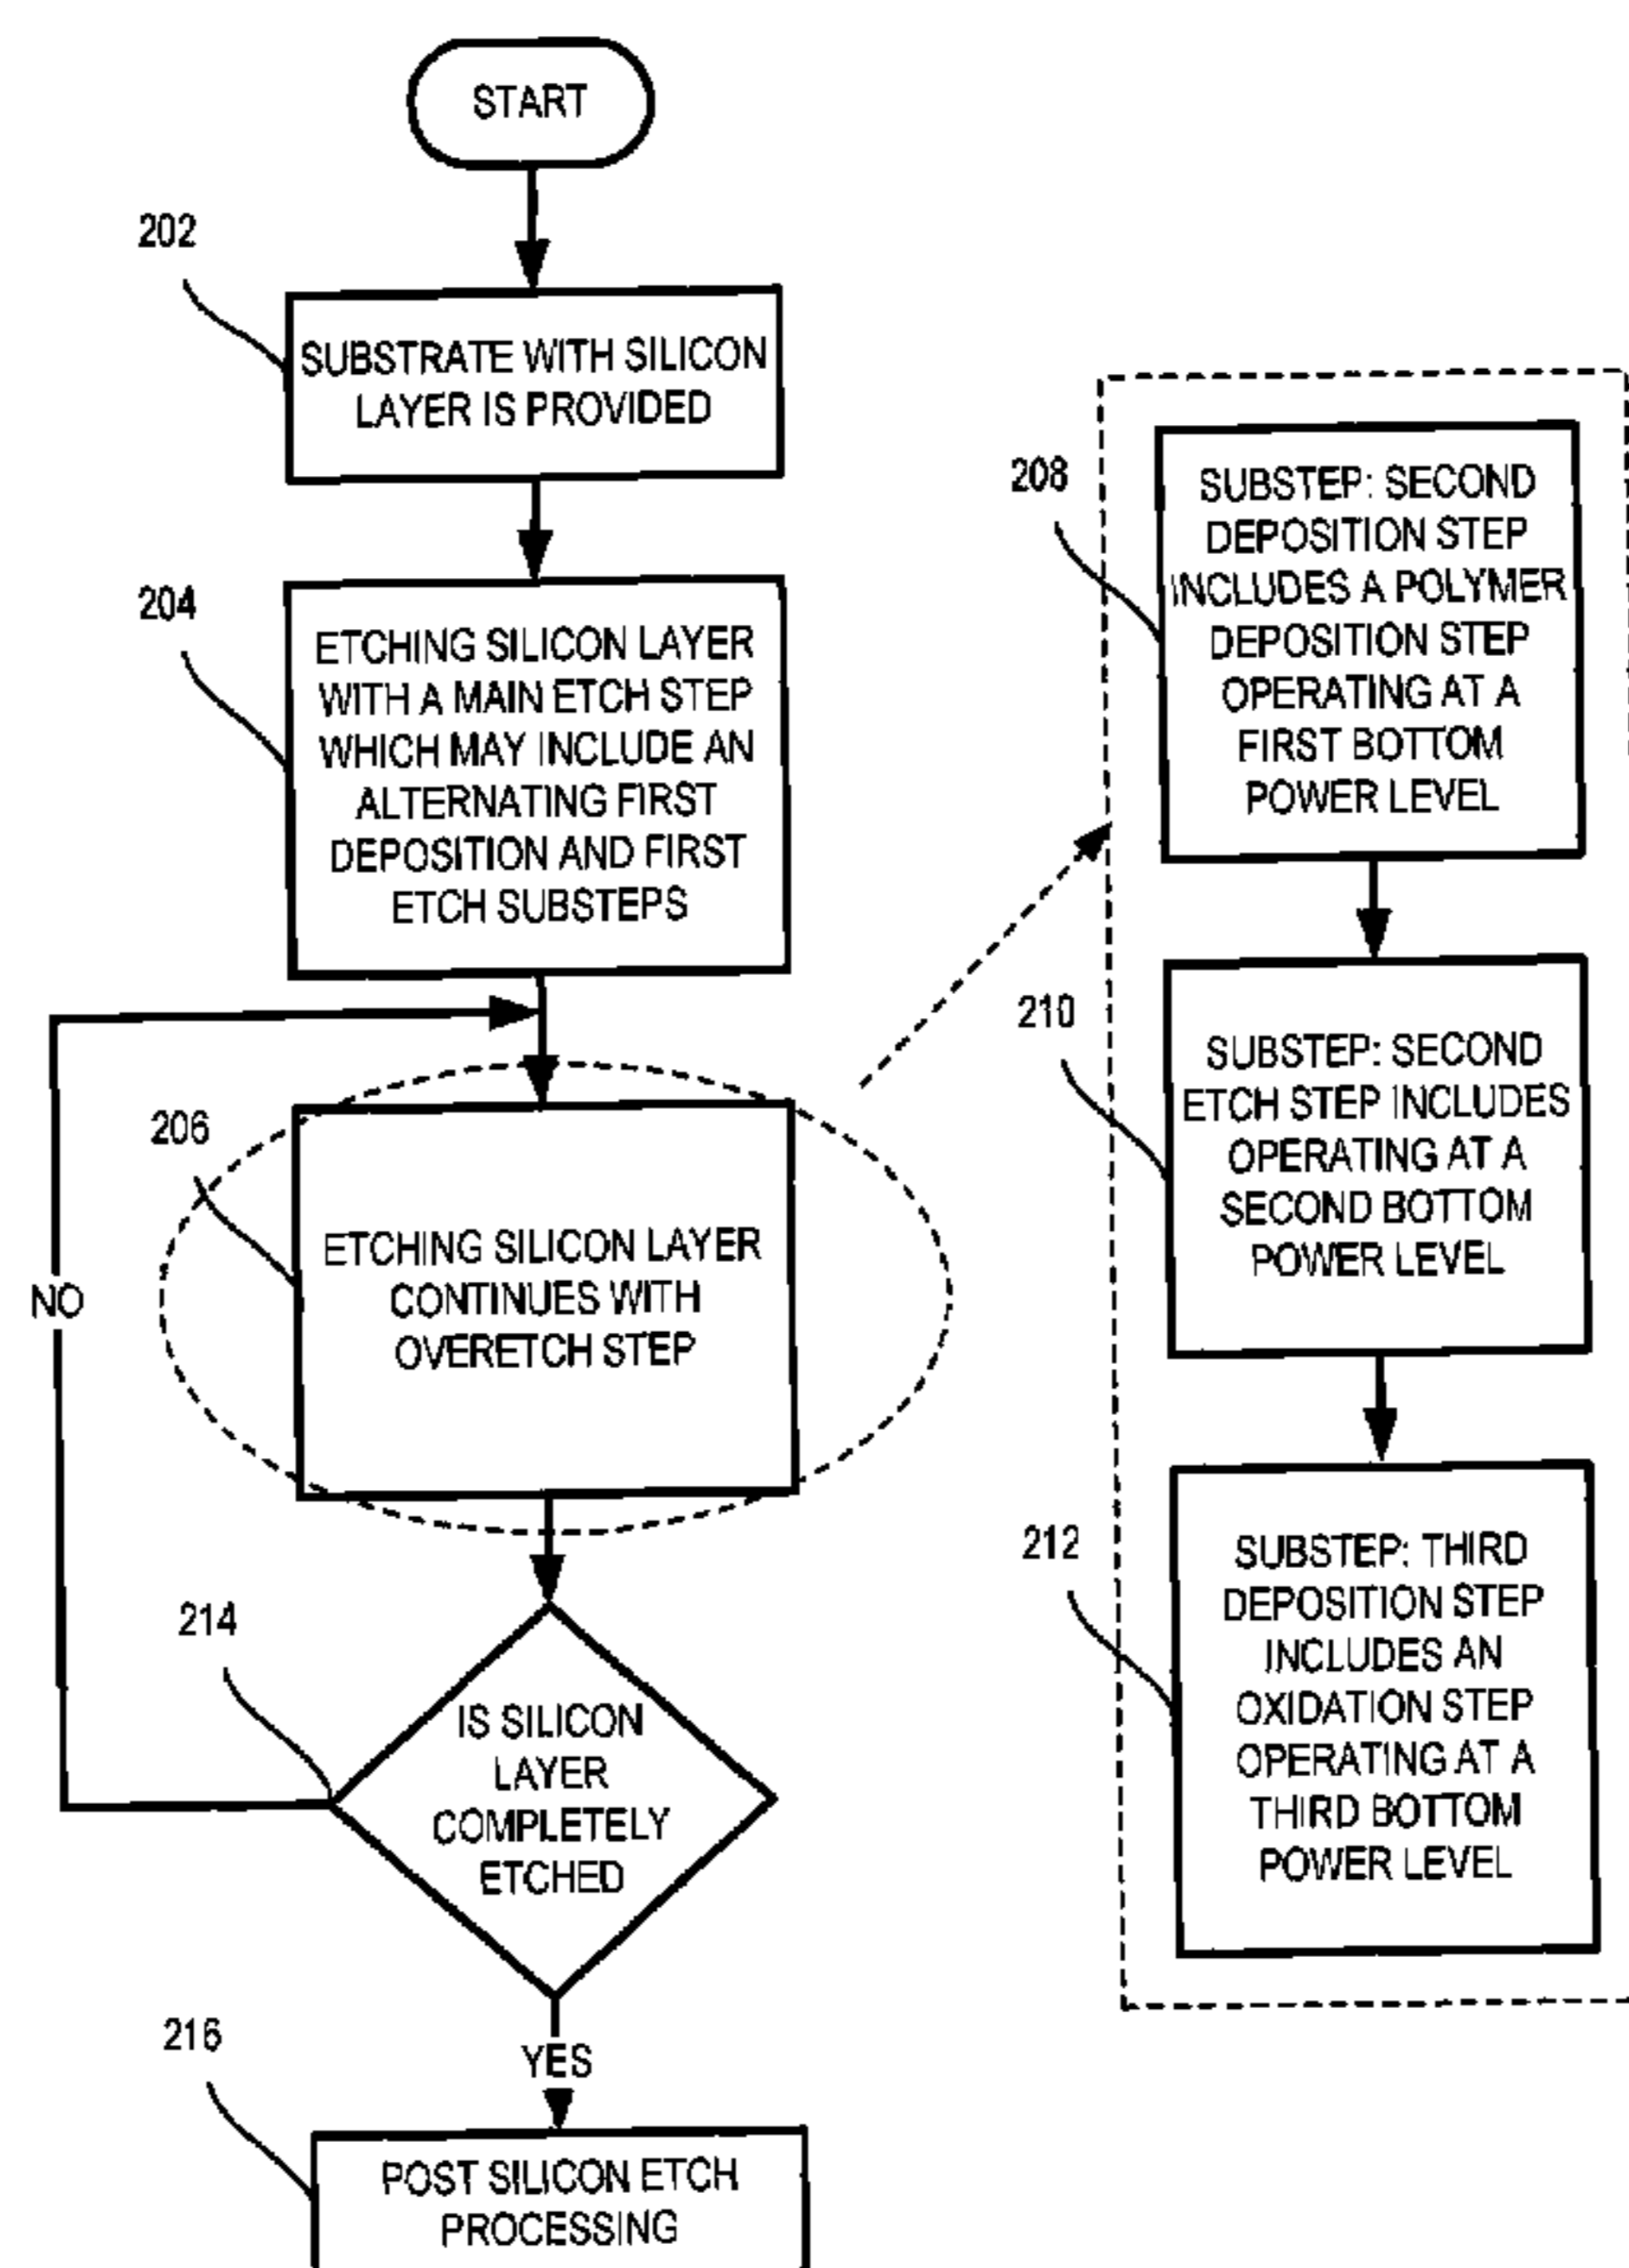 START
202
SUBSTRATE WITH SILICON
LAYER IS PROVIDED
204
ETCHING SILICON LAYER
WITH A MAIN ETCH STEP
WHICH MAY INCLUDE AN
ALTERNATING FIRST
DEPOSITION AND FIRST
ETCH SUBSTEPS
206
ETCHING SILICON LAYER
CONTINUES WITH
OVERETCH STEP
NO
214
IS SILICON
LAYER
COMPLETELY
ETCHED
YES
216
POST SILICON ETCH
PROCESSING
208
SUBSTEP: SECOND
DEPOSITION STEP
INCLUDES A POLYMER
DEPOSITION STEP
OPERATING AT A
FIRST BOTTOM
POWER LEVEL
210
SUBSTEP: SECOND
ETCH STEP INCLUDES
OPERATING AT A
SECOND BOTTOM
POWER LEVEL
212
SUBSTEP: THIRD
DEPOSITION STEP
INCLUDES AN
OXIDATION STEP
OPERATING AT A
THIRD BOTTOM
POWER LEVEL